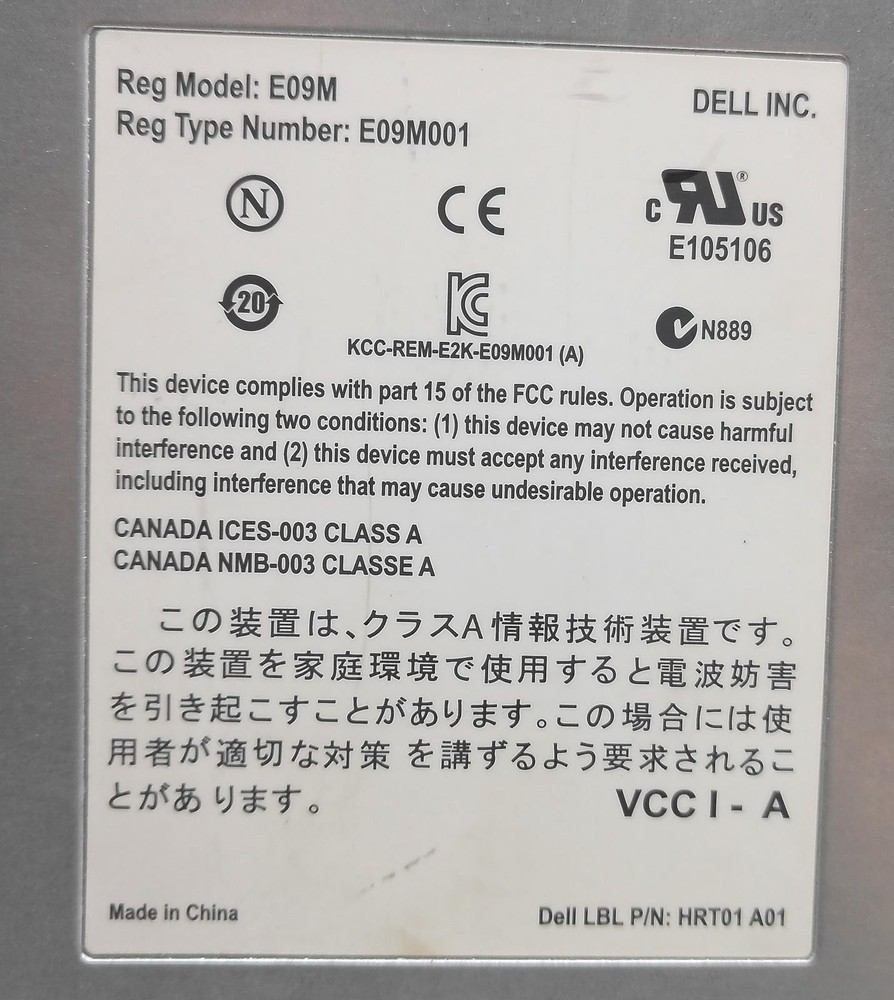 Reg Model: E09M
DELL INC.
Reg Type Number: E09M001
N
CE
c RU ® US
E105106
20
KC
N889
KCC-REM-E2K-E09M001 (A)
This device complies with part 15 of the FCC rules. Operation is subject
to the following two conditions: (1) this device may not cause harmful
interference and (2) this device must accept any interference received,
including interference that may cause undesirable operation.
CANADA ICES-003 CLASS A
CANADA NMB-003 CLASSE A
この装置は、クラスA情報技術装置です。
この装置を家庭環境で使用すると電波妨害
を引き起こすことがあります。この場合には使
用者が適切な対策 を講ずるよう要求されるこ
とがあります。
VCCI-A
Made in China
Dell LBL P/N: HRT01 A01